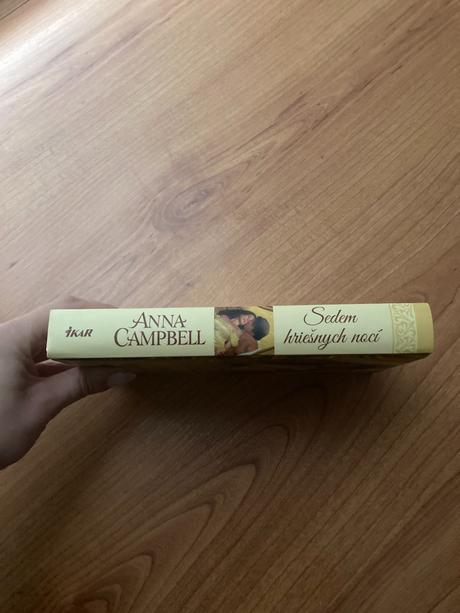 iKAR
ANNA
CAMPBELL
Sedem
hriešnych nocí